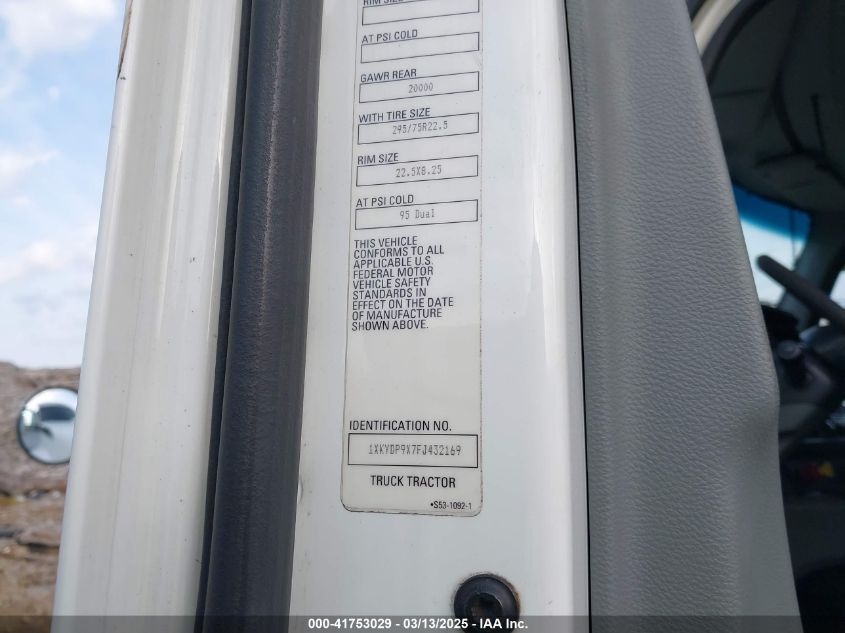 RIM SIZE
AT PSI COLD
GAWR REAR
20000
WITH TIRE SIZE
295/75R22.5
RIM SIZE
22.5X8.25
AT PSI COLD
95 Dual
THIS VEHICLE
CONFORMS TO ALL
APPLICABLE U.S.
FEDERAL MOTOR
VEHICLE SAFETY
STANDARDS IN
EFFECT ON THE DATE
OF MANUFACTURE
SHOWN ABOVE.
IDENTIFICATION NO.
1XKYDP9X7FJ432169
TRUCK TRACTOR
•S53-1092-1
000-41753029 - 03/13/2025 - IAA Inc.